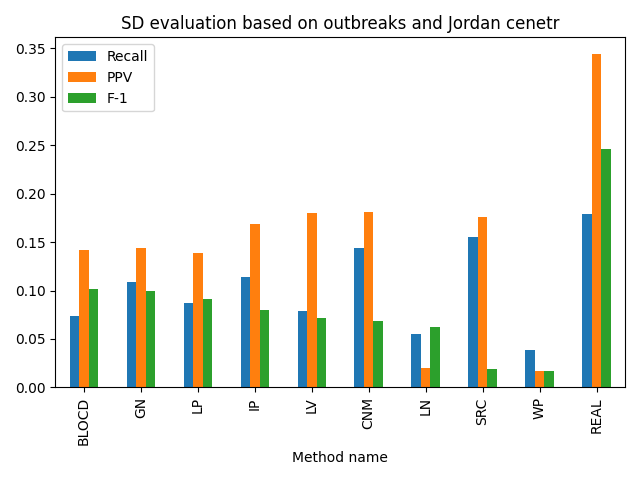 SD evaluation based on outbreaks and Jordan cenetr
Recall
PPV
F-1
0.35
0.30
0.25
0.20
0.15
0.10
0.05
0.00
BLOCD
GN
LP
IP
LV
CNM
LN
SRC
WP
REAL
Method name